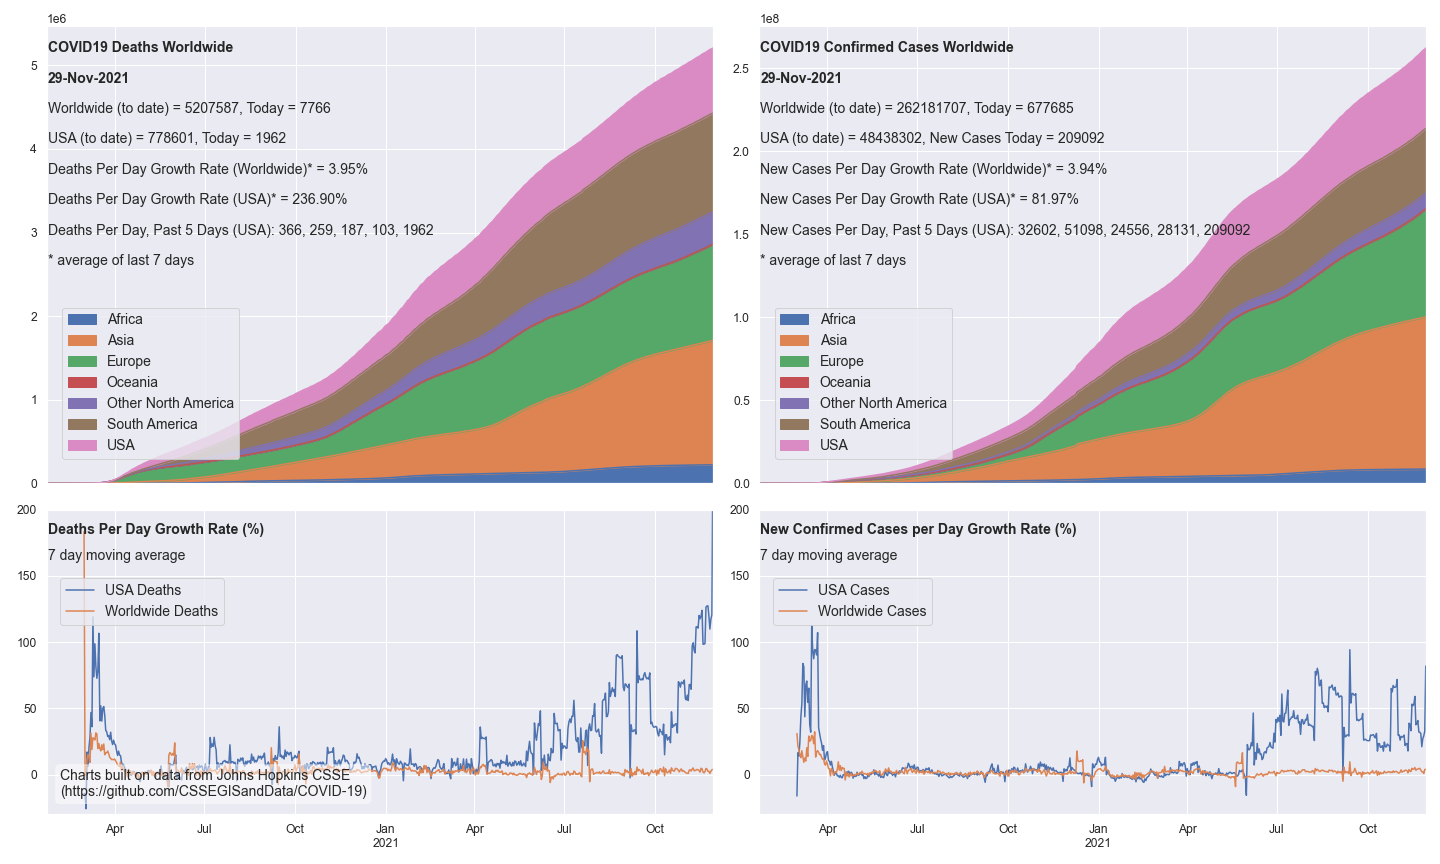 1e6
COVID19 Deaths Worldwide
29-Nov-2021
Worldwide (to date) = 5207587, Today = 7766
USA (to date) = 778601, Today = 1962
Deaths Per Day Growth Rate (Worldwide)* = 3.95%
Deaths Per Day Growth Rate (USA)* = 236.90%
Deaths Per Day, Past 5 Days (USA): 366, 259, 187, 103, 1962
* average of last 7 days
5
4
3
2
1
0
Africa
Asia
Europe
Oceania
Other North America
South America
USA
1e8
COVID19 Confirmed Cases Worldwide
29-Nov-2021
Worldwide (to date) = 262181707, Today = 677685
USA (to date) = 48438302, New Cases Today = 209092
New Cases Per Day Growth Rate (Worldwide)* = 3.94%
New Cases Per Day Growth Rate (USA)* = 81.97%
New Cases Per Day, Past 5 Days (USA): 32602, 51098, 24556, 28131, 209092
* average of last 7 days
2.5
2.0
1.5
1.0
0.5
0.0
Africa
Asia
Europe
Oceania
Other North America
South America
USA
Deaths Per Day Growth Rate (%)
7 day moving average
USA Deaths
Worldwide Deaths
200
150
100
50
0
Charts built on data from Johns Hopkins CSSE
(https://github.com/CSSEGISandData/COVID-19)
Apr Jul Oct Jan Apr Jul Oct
2021
New Confirmed Cases per Day Growth Rate (%)
7 day moving average
USA Cases
Worldwide Cases
200
150
100
50
0
Apr Jul Oct Jan Apr Jul Oct
2021